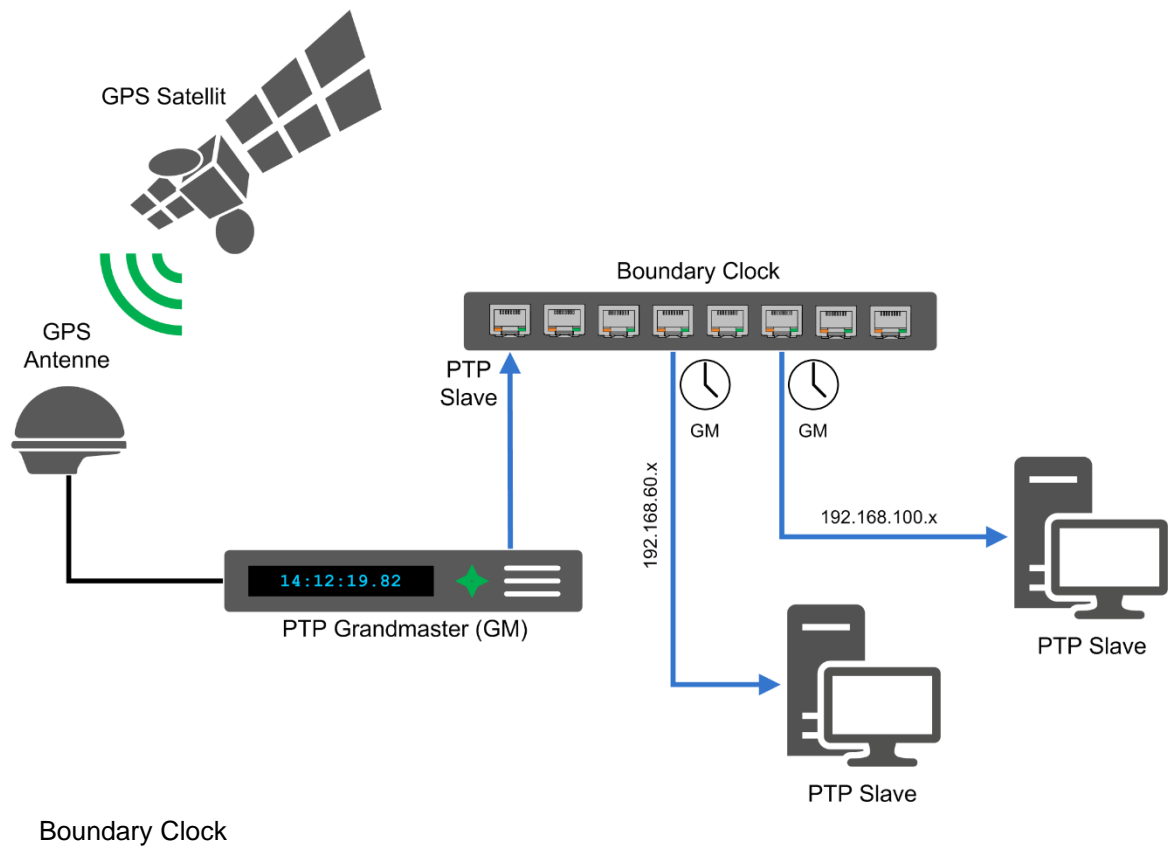 GPS Satellit
Boundary Clock
GPS
Antenne
PTP
Slave
GM
GM
192.168.60.x
192.168.100.x
14:12:19.82
PTP Grandmaster (GM)
PTP Slave
PTP Slave
Boundary Clock